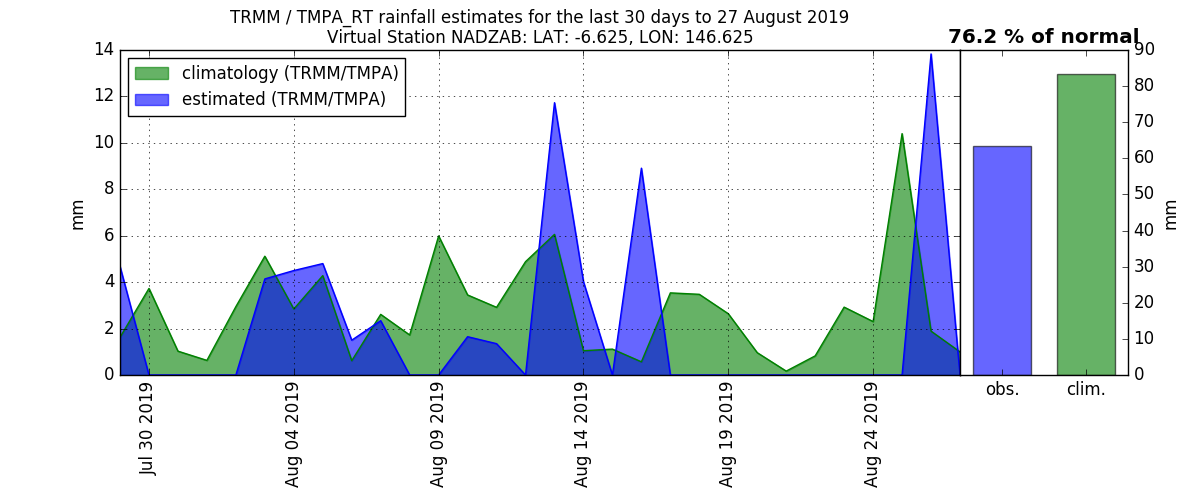 TRMM / TMPA_RT rainfall estimates for the last 30 days to 27 August 2019
Virtual Station NADZAB: LAT: -6.625, LON: 146.625
76.2 % of normal
climatology (TRMM/TMPA)
estimated (TRMM/TMPA)
14
12
10
8
6
4
2
0
mm
Jul 30 2019
Aug 04 2019
Aug 09 2019
Aug 14 2019
Aug 19 2019
Aug 24 2019
90
80
70
60
50
40
30
20
10
0
mm
obs.
clim.